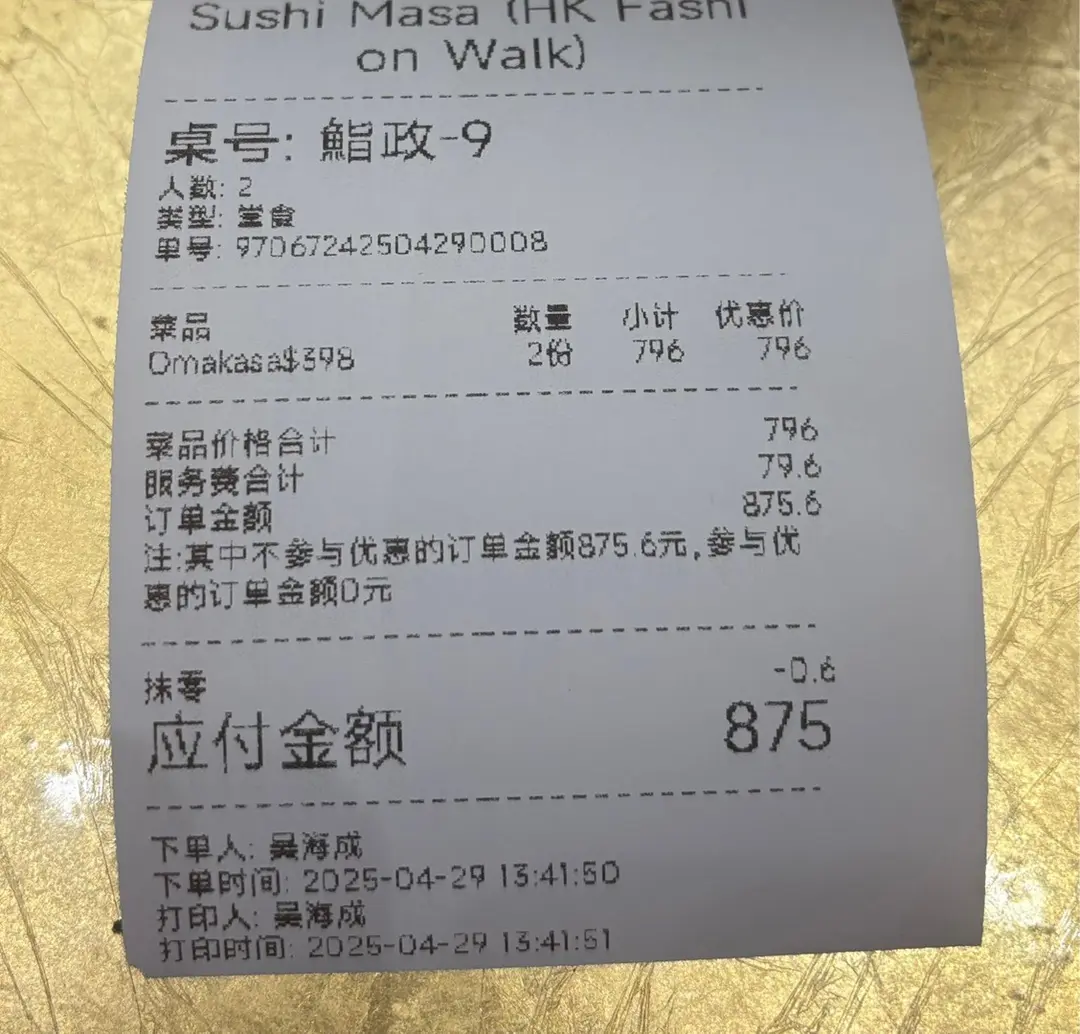 Sushi Masa (HK Fashi
on Walk)
桌号: 鮨政-9
人数: 2
类型: 堂食
单号: 97067242504290008
菜品 数量 小计 优惠价
Omakasa$398 2份 796 796
菜品价格合计 796
服务费合计 79.6
订单金额 875.6
注:其中不参与优惠的订单金额875.6元,参与优
惠的订单金额0元
抹零 -0.6
应付金额 875
下单人: 吴海成
下单时间: 2025-04-29 13:41:50
打印人: 吴海成
打印时间: 2025-04-29 13:41:51